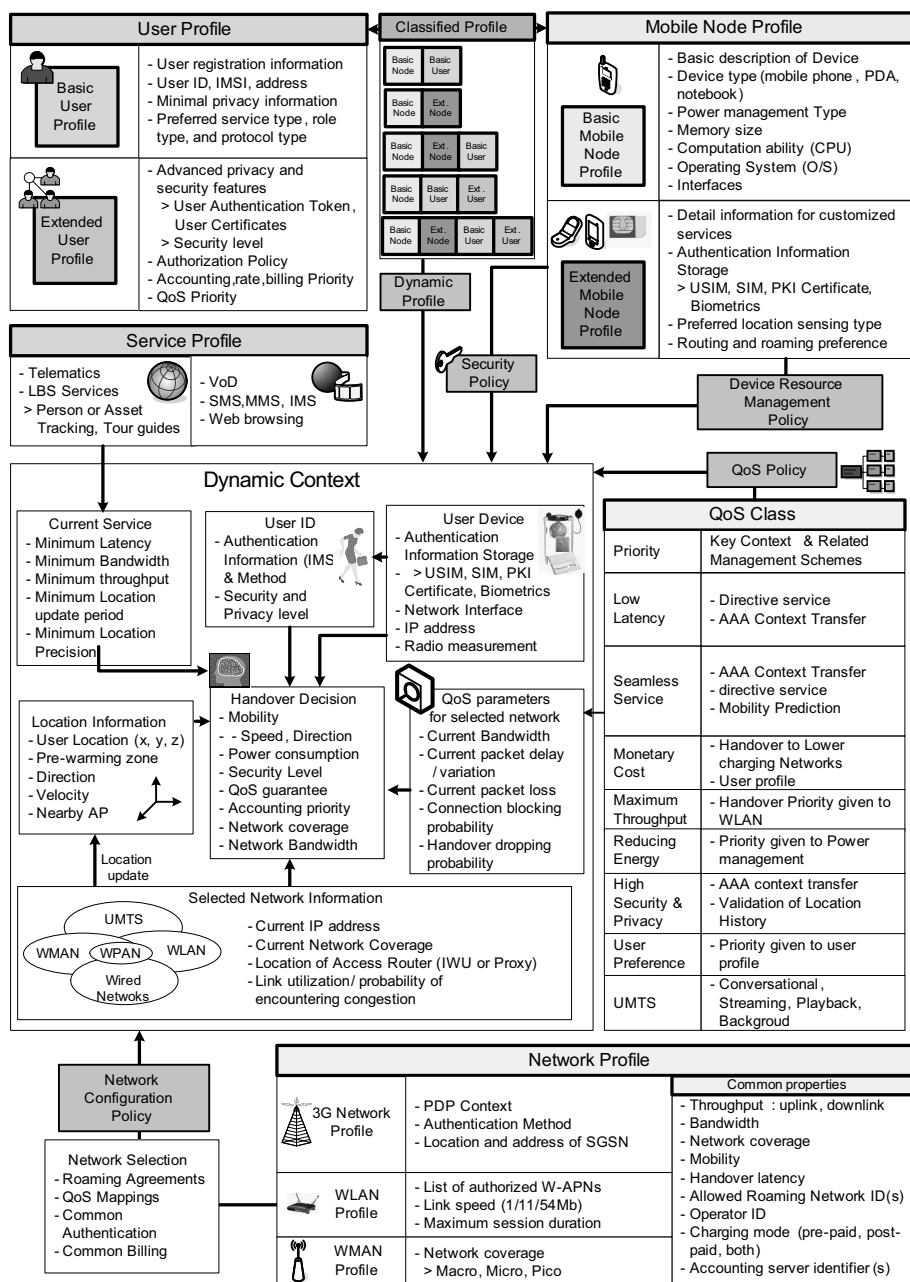 User Profile
Basic
User
Profile
- User registration information
- User ID, IMSI, address
- Minimal privacy information
- Preferred service type, role
type, and protocol type
Extended
User
Profile
- Advanced privacy and
security features
> User Authentication Token,
User Certificates
> Security level
- Authorization Policy
- Accounting,rate,billing Priority
- QoS Priority
Classified Profile
Basic Node
Basic User
Basic Node
Ext. Node
Basic Node
Ext. Node
Basic User
Basic Node
Basic User
Ext. User
Basic Node
Ext. Node
Basic User
Ext. User
Dynamic
Profile
Mobile Node Profile
Basic
Mobile
Node
Profile
- Basic description of Device
- Device type (mobile phone, PDA,
notebook)
- Power management Type
- Memory size
- Computation ability (CPU)
- Operating System (O/S)
- Interfaces
Extended
Mobile
Node
Profile
- Detail information for customized
services
- Authentication Information
Storage
> USIM, SIM, PKI Certificate,
Biometrics
- Preferred location sensing type
- Routing and roaming preference
Security
Policy
Device Resource
Management
Policy
Service Profile
- Telematics
- LBS Services
> Person or Asset
Tracking, Tour guides
- VoD
- SMS,MMS, IMS
- Web browsing
QoS Policy
Dynamic Context
Current Service
- Minimum Latency
- Minimum Bandwidth
- Minimum throughput
- Minimum Location
update period
- Minimum Location
Precision
User ID
- Authentication
Information (IMS
& Method
- Security and
Privacy level
User Device
- Authentication
Information Storage
- > USIM, SIM, PKI
Certificate, Biometrics
- Network Interface
- IP address
- Radio measurement
Location Information
- User Location (x, y, z)
- Pre-warming zone
- Direction
- Velocity
- Nearby AP
Handover Decision
- Mobility
- - Speed, Direction
- Power consumption
- Security Level
- QoS guarantee
- Accounting priority
- Network coverage
- Network Bandwidth
QoS parameters
for selected network
- Current Bandwidth
- Current packet delay
/ variation
- Current packet loss
- Connection blocking
probability
- Handover dropping
probability
Location
update
Selected Network Information
UMTS
WMAN
WPAN
WLAN
Wired
Netwoks
- Current IP address
- Current Network Coverage
- Location of Access Router (IWU or Proxy)
- Link utilization/ probability of
encountering congestion
QoS Class
Priority
Key Context & Related
Management Schemes
Low
Latency
- Directive service
- AAA Context Transfer
Seamless
Service
- AAA Context Transfer
- directive service
- Mobility Prediction
Monetary
Cost
- Handover to Lower
charging Networks
- User profile
Maximum
Throughput
- Handover Priority given to
WLAN
Reducing
Energy
- Priority given to Power
management
High
Security &
Privacy
- AAA context transfer
- Validation of Location
History
User
Preference
- Priority given to user
profile
UMTS
- Conversational,
Streaming, Playback,
Backgroud
Network
Configuration
Policy
Network Selection
- Roaming Agreements
- QoS Mappings
- Common
Authentication
- Common Billing
Network Profile
3G Network
Profile
- PDP Context
- Authentication Method
- Location and address of SGSN
WLAN
Profile
- List of authorized W-APNs
- Link speed (1/11/54Mb)
- Maximum session duration
WMAN
Profile
- Network coverage
> Macro, Micro, Pico
Common properties
- Throughput : uplink, downlink
- Bandwidth
- Network coverage
- Mobility
- Handover latency
- Allowed Roaming Network ID(s)
- Operator ID
- Charging mode (pre-paid, post-
paid, both)
- Accounting server identifier(s)